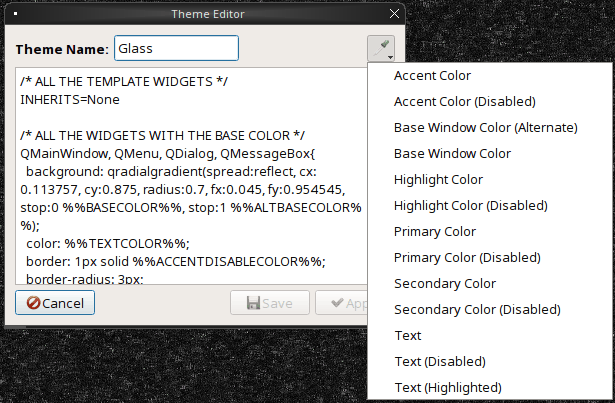 Theme Editor
Theme Name: Glass
/* ALL THE TEMPLATE WIDGETS */
INHERITS=None
/* ALL THE WIDGETS WITH THE BASE COLOR */
QMainWindow, QMenu, QDialog, QMessageBox{
background: qradialgradient(spread:reflect, cx:
0.113757, cy:0.875, radius:0.7, fx:0.045, fy:0.954545,
stop:0 %%BASECOLOR%%, stop:1 %%ALTBASECOLOR%
%);
color: %%TEXTCOLOR%%;
border: 1px solid %%ACCENTDISABLECOLOR%%;
border-radius: 3px;
Cancel
Save
App
Accent Color
Accent Color (Disabled)
Base Window Color (Alternate)
Base Window Color
Highlight Color
Highlight Color (Disabled)
Primary Color
Primary Color (Disabled)
Secondary Color
Secondary Color (Disabled)
Text
Text (Disabled)
Text (Highlighted)